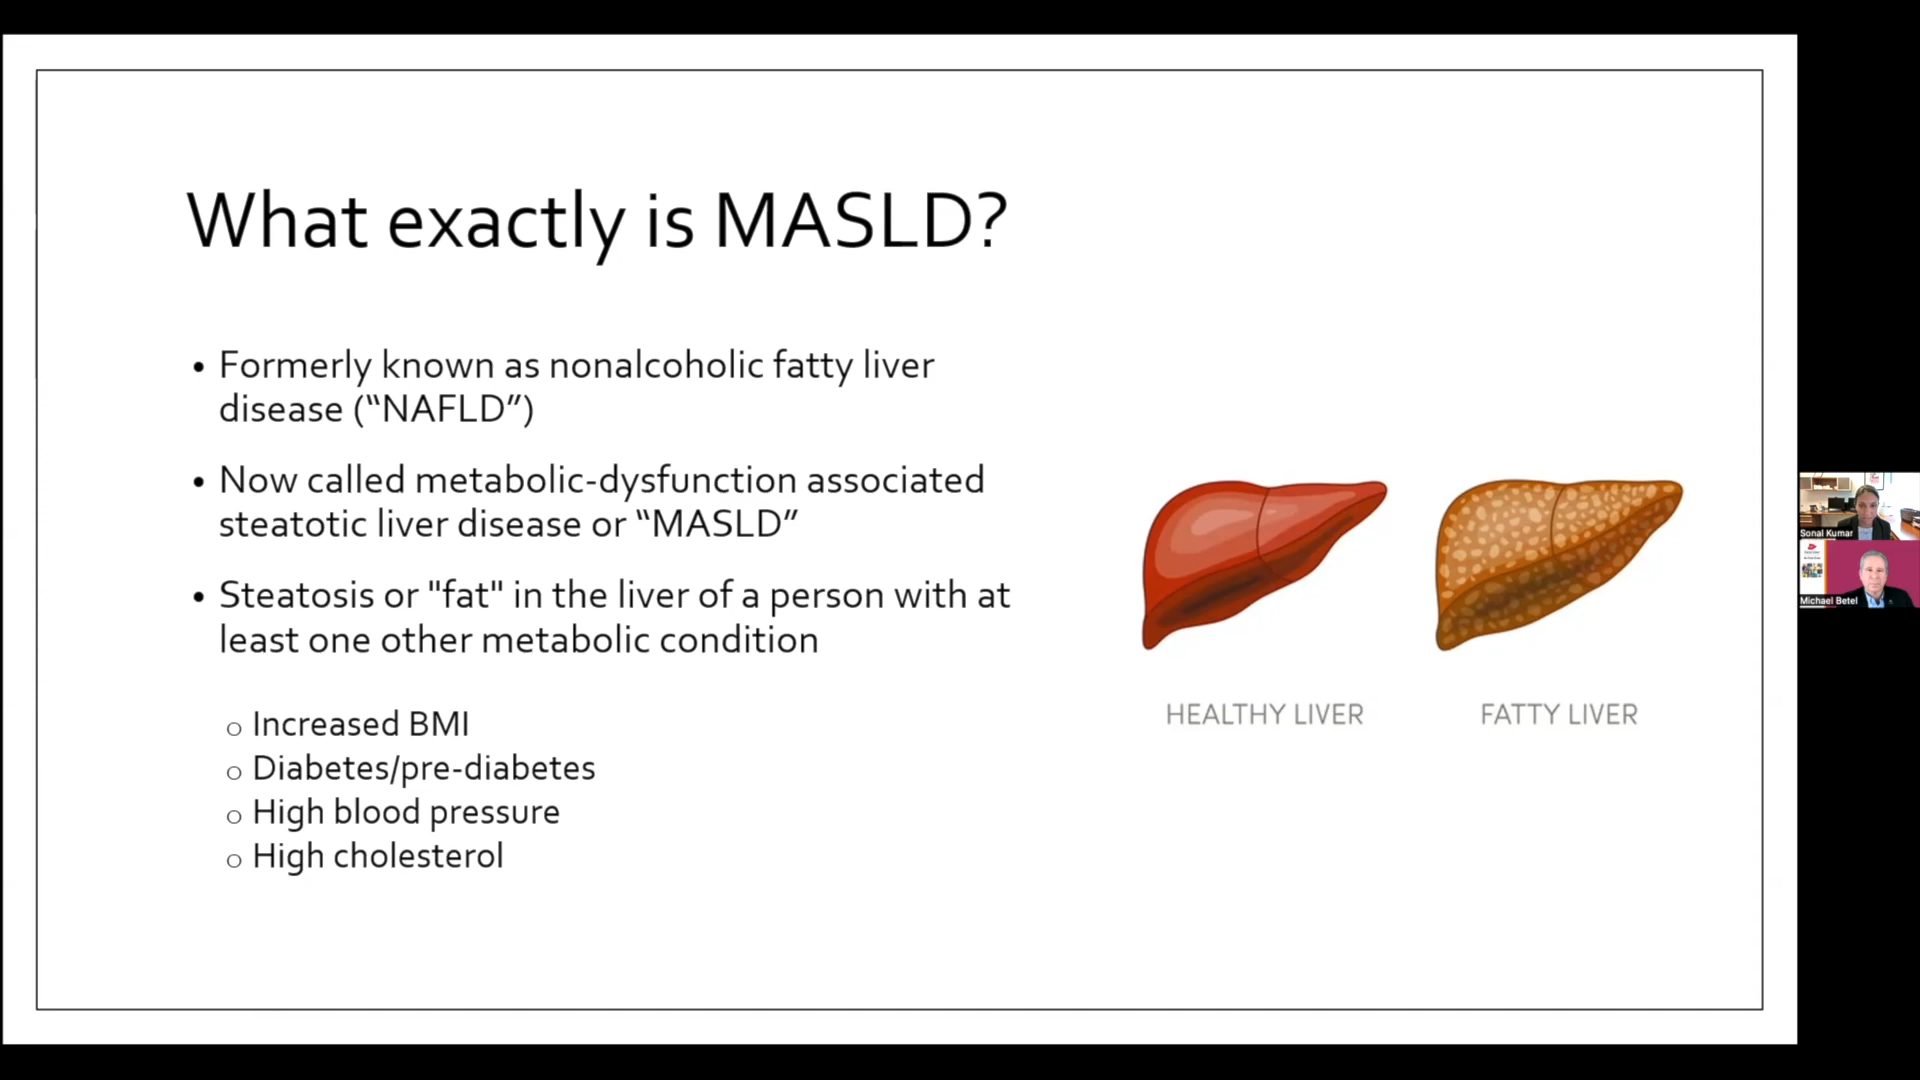 What exactly is MASLD?
• Formerly known as nonalcoholic fatty liver
disease (“NAFLD”)
• Now called metabolic-dysfunction associated
steatotic liver disease or “MASLD”
• Steatosis or "fat" in the liver of a person with at
least one other metabolic condition
o Increased BMI
o Diabetes/pre-diabetes
o High blood pressure
o High cholesterol
HEALTHY LIVER
FATTY LIVER
Sonal Kumar
Michael Betel